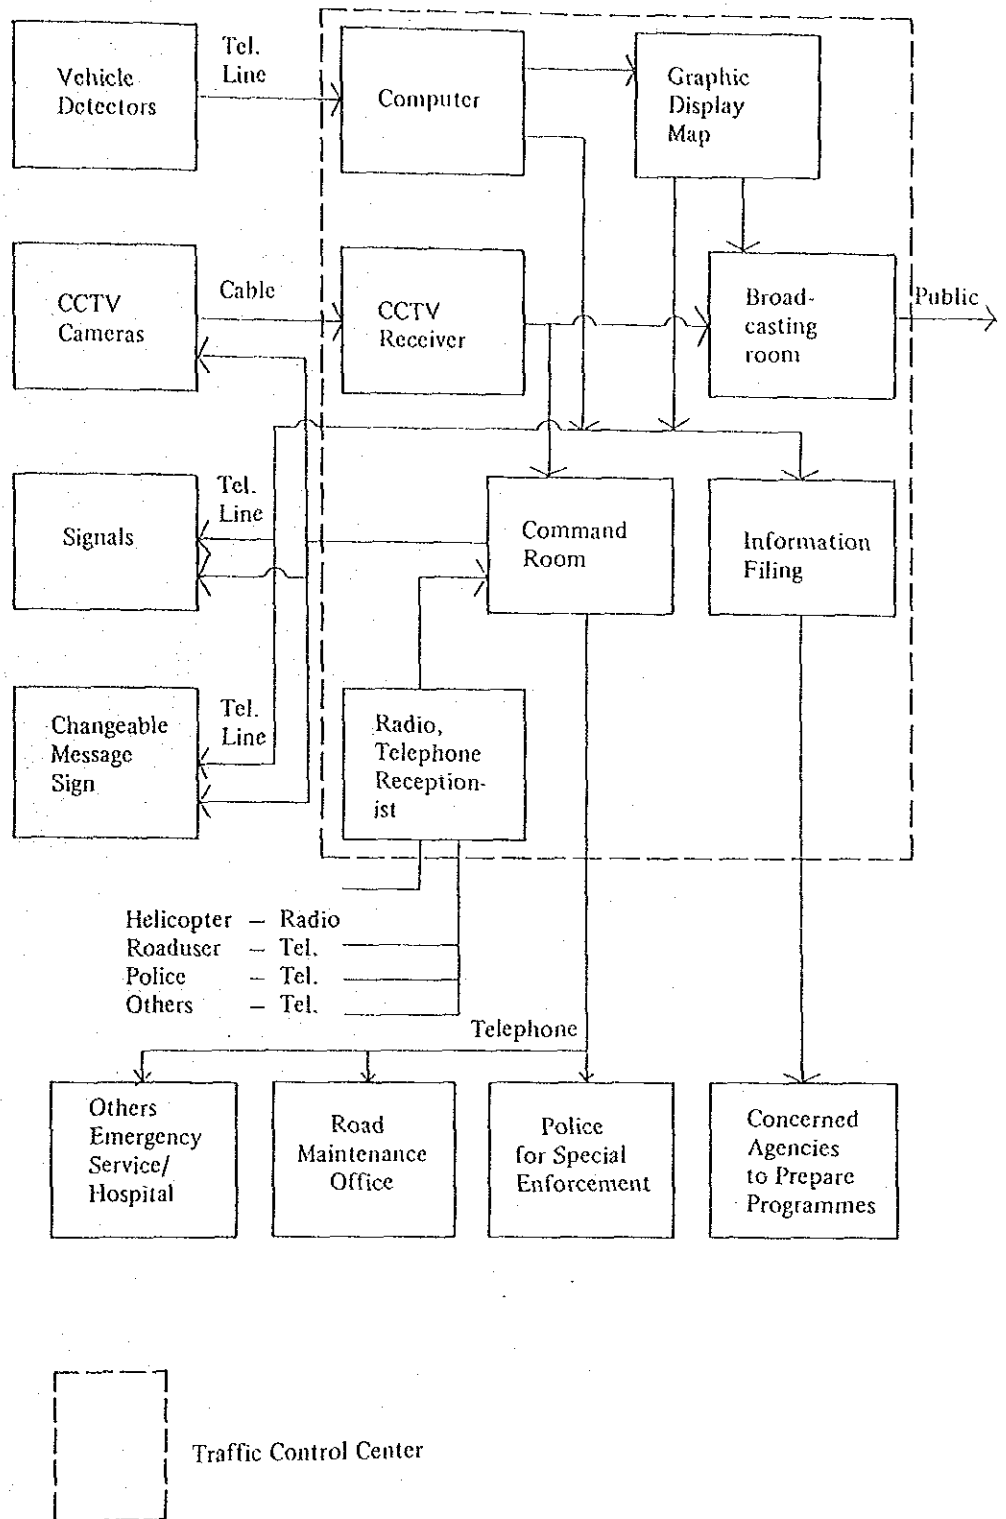 Vehicle
Detectors
Tel.
Line
Computer
Graphic
Display
Map
CCTV
Cameras
Cable
CCTV
Receiver
Broad-
casting
room
Public
Signals
Tel.
Line
Command
Room
Information
Filing
Changeable
Message
Sign
Tel.
Line
Radio,
Telephone
Reception-
ist
Helicopter – Radio
Roaduser – Tel.
Police – Tel.
Others – Tel.
Telephone
Others
Emergency
Service/
Hospital
Road
Maintenance
Office
Police
for Special
Enforcement
Concerned
Agencies
to Prepare
Programmes
Traffic Control Center